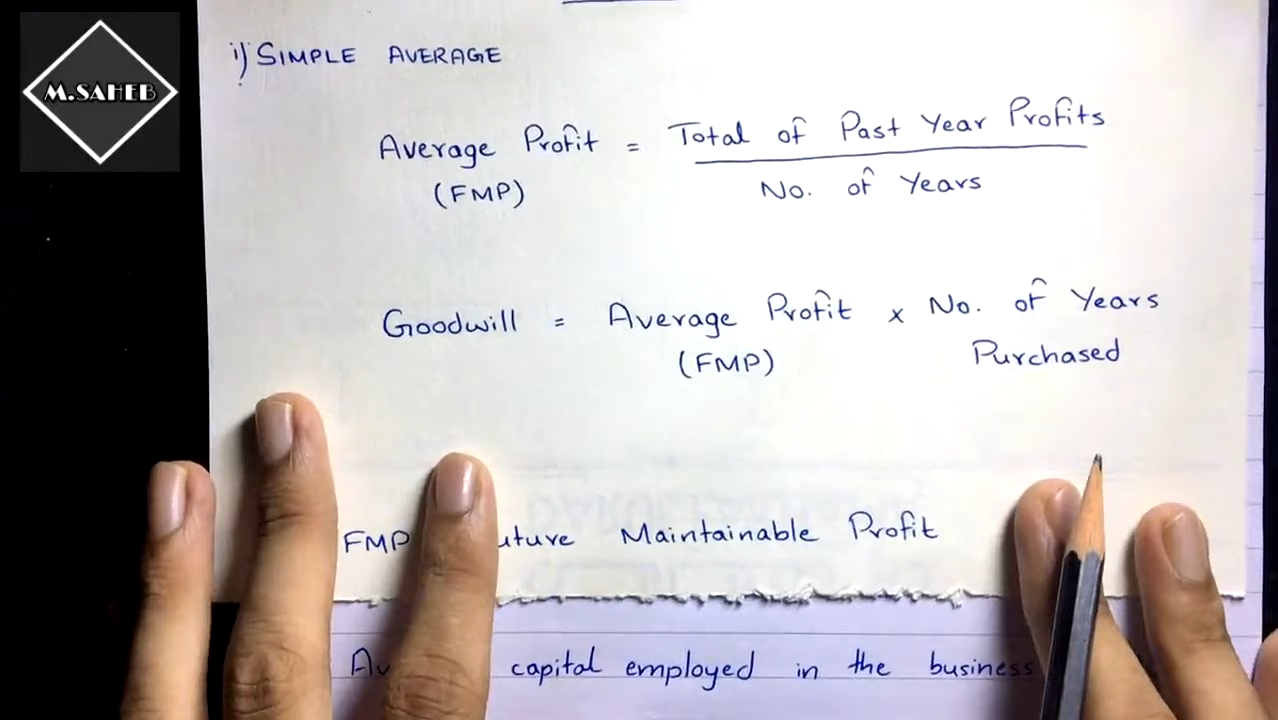 M.SAHEB
i) SIMPLE AVERAGE
Average Profit = Total of Past Year Profits
(FMP) No. of Years
Goodwill = Average Profit x No. of Years
(FMP) Purchased
FMP Maintainable Profit
capital employed in the business